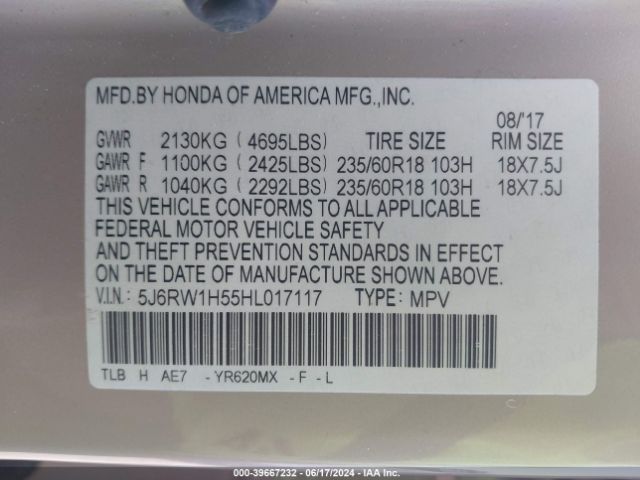 MFD.BY HONDA OF AMERICA MFG.,INC.
08/'17
GVWR 2130KG (4695LBS) TIRE SIZE RIM SIZE
GAWR F 1100KG (2425LBS) 235/60R18 103H 18X7.5J
GAWR R 1040KG (2292LBS) 235/60R18 103H 18X7.5J
THIS VEHICLE CONFORMS TO ALL APPLICABLE
FEDERAL MOTOR VEHICLE SAFETY
AND THEFT PREVENTION STANDARDS IN EFFECT
ON THE DATE OF MANUFACTURE SHOWN ABOVE.
V.I.N.: 5J6RW1H55HL017117 TYPE: MPV
TLB H AE7 -YR620MX -F -L
000-39667232 - 06/17/2024 - IAA Inc.